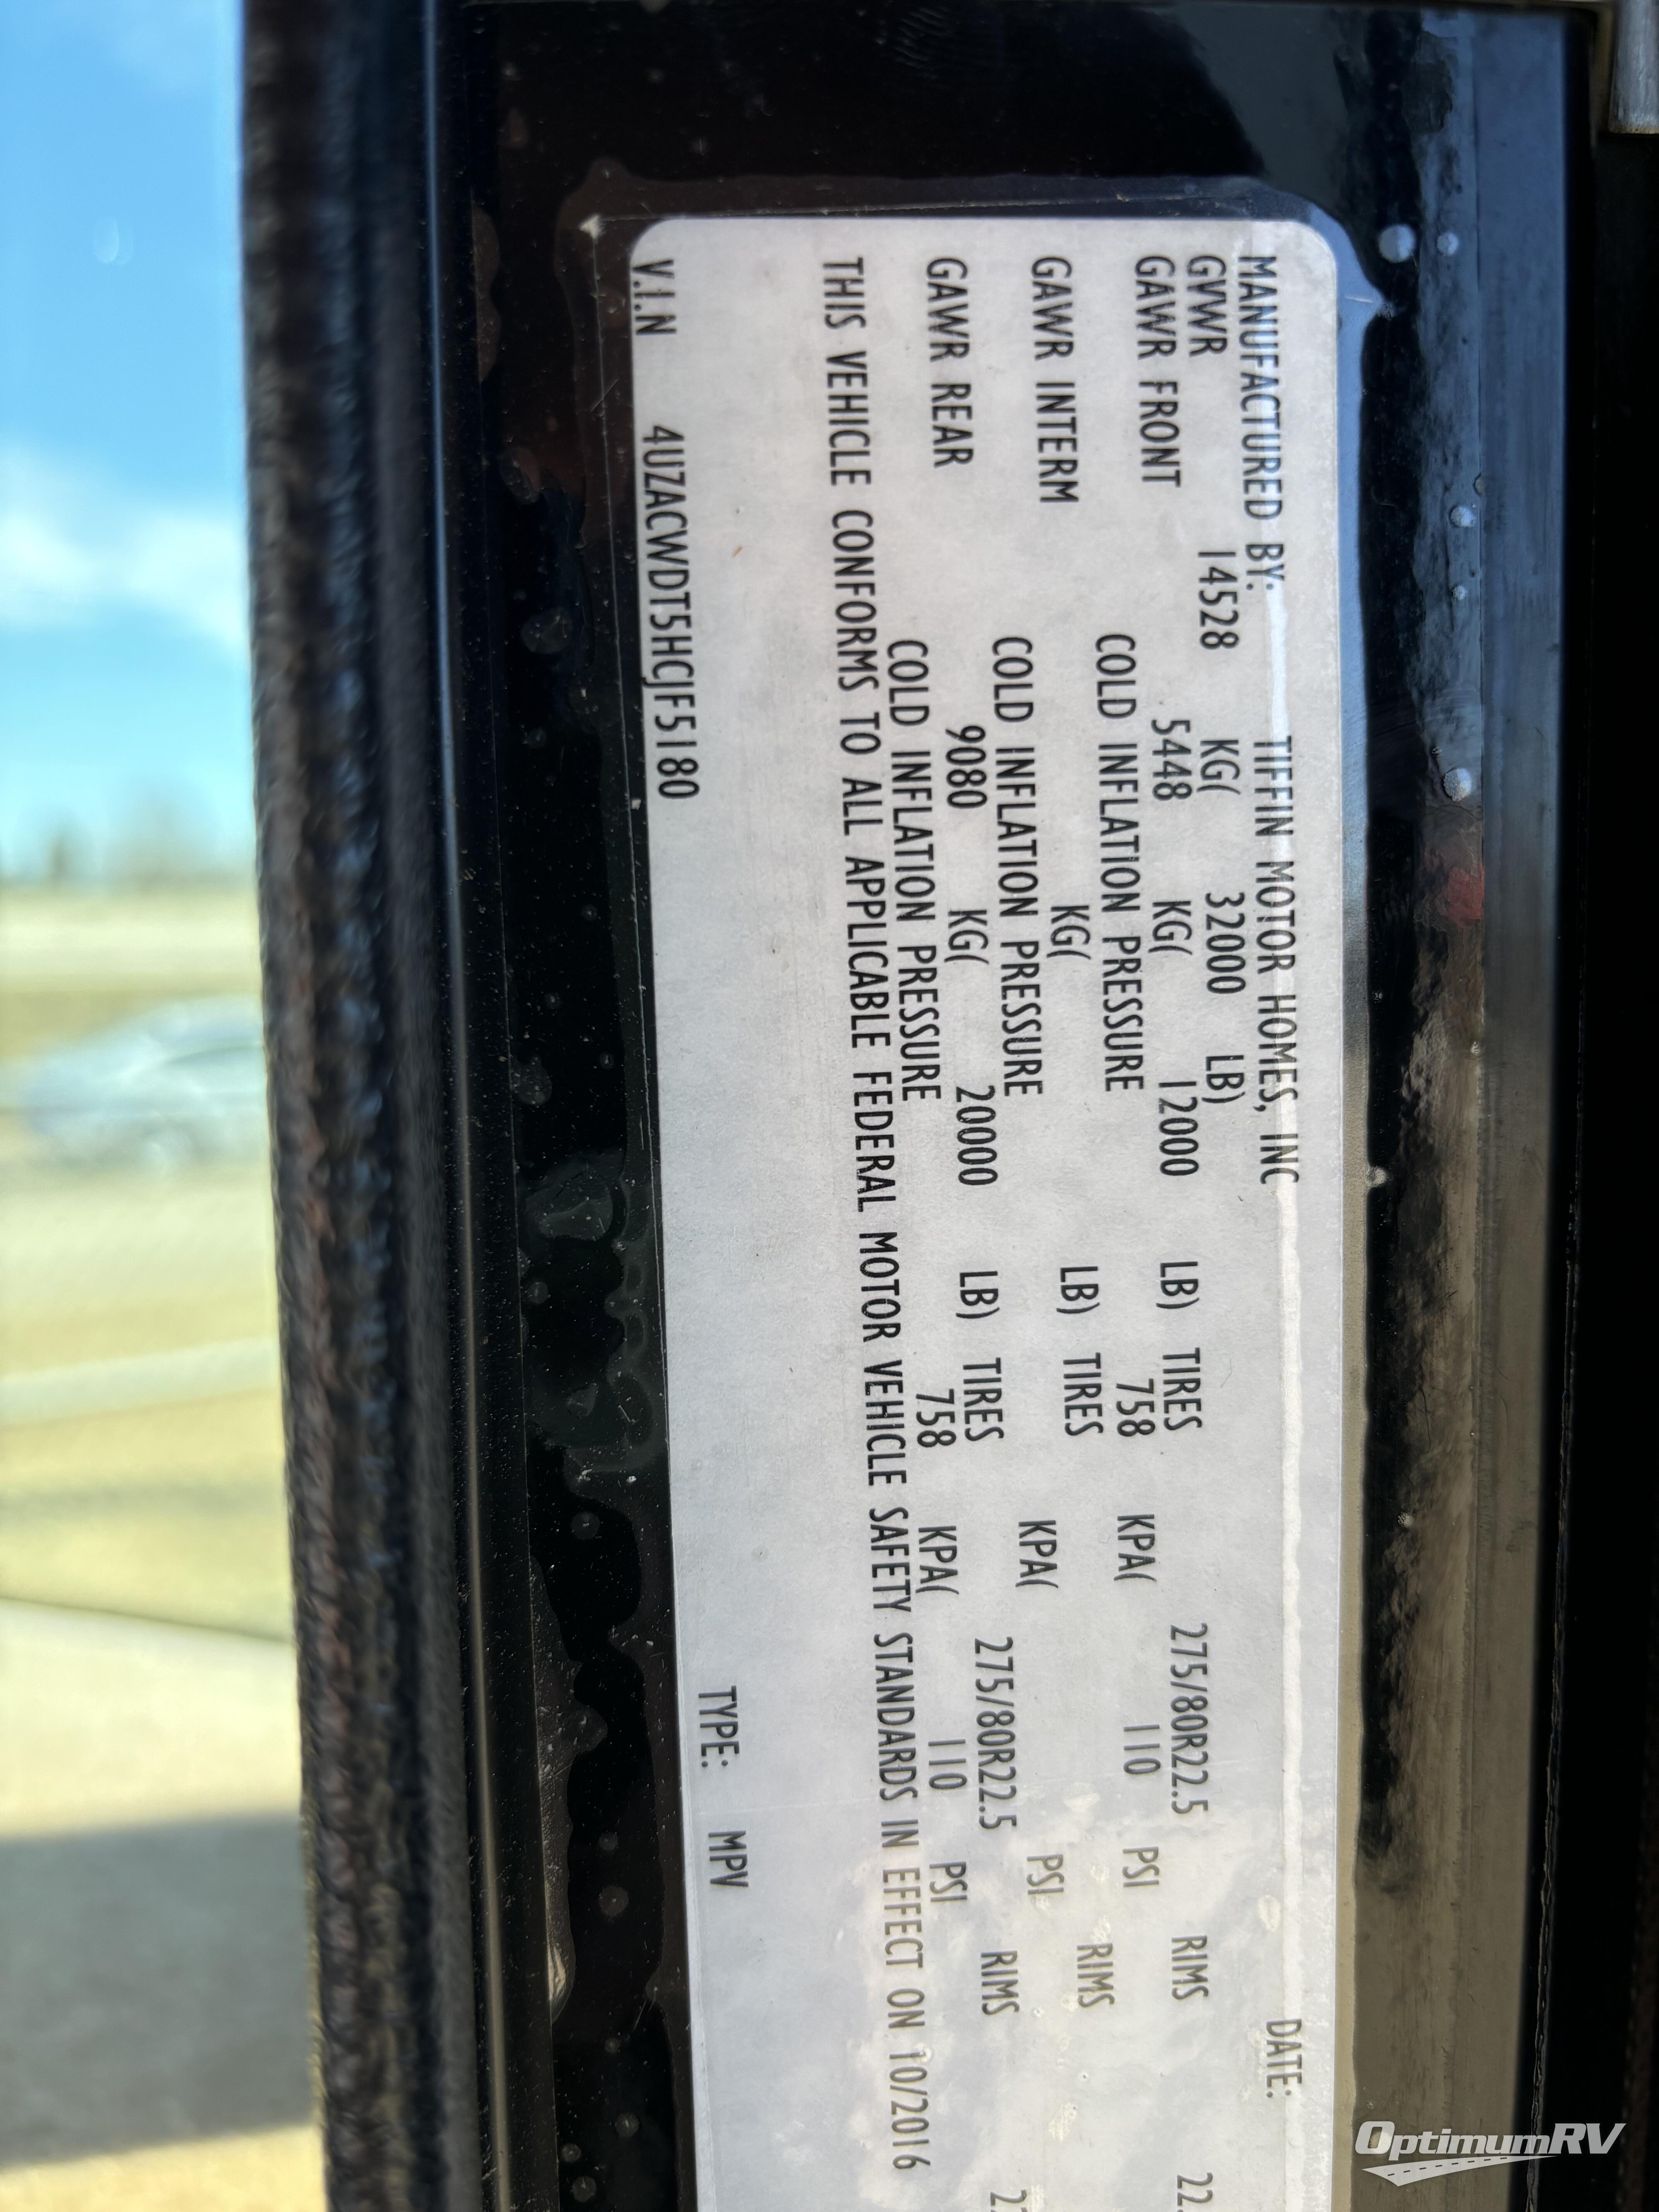 MANUFACTURED BY: TIFFIN MOTOR HOMES, INC DATE:
GVWR 14528 KG( 32000 LB)
GAWR FRONT 5448 KG( 12000 LB) TIRES 275/80R22.5 RIMS 22.
COLD INFLATION PRESSURE 758 KPA( 110 PSI
GAWR INTERM KG( LB) TIRES RIMS
COLD INFLATION PRESSURE KPA( PSI
GAWR REAR 9080 KG( 20000 LB) TIRES 275/80R22.5 RIMS
COLD INFLATION PRESSURE 758 KPA( 110 PSI
THIS VEHICLE CONFORMS TO ALL APPLICABLE FEDERAL MOTOR VEHICLE SAFETY STANDARDS IN EFFECT ON 10/2016
V.I.N 4UZACWDT5HCJF5180 TYPE: MPV
OptimumRV